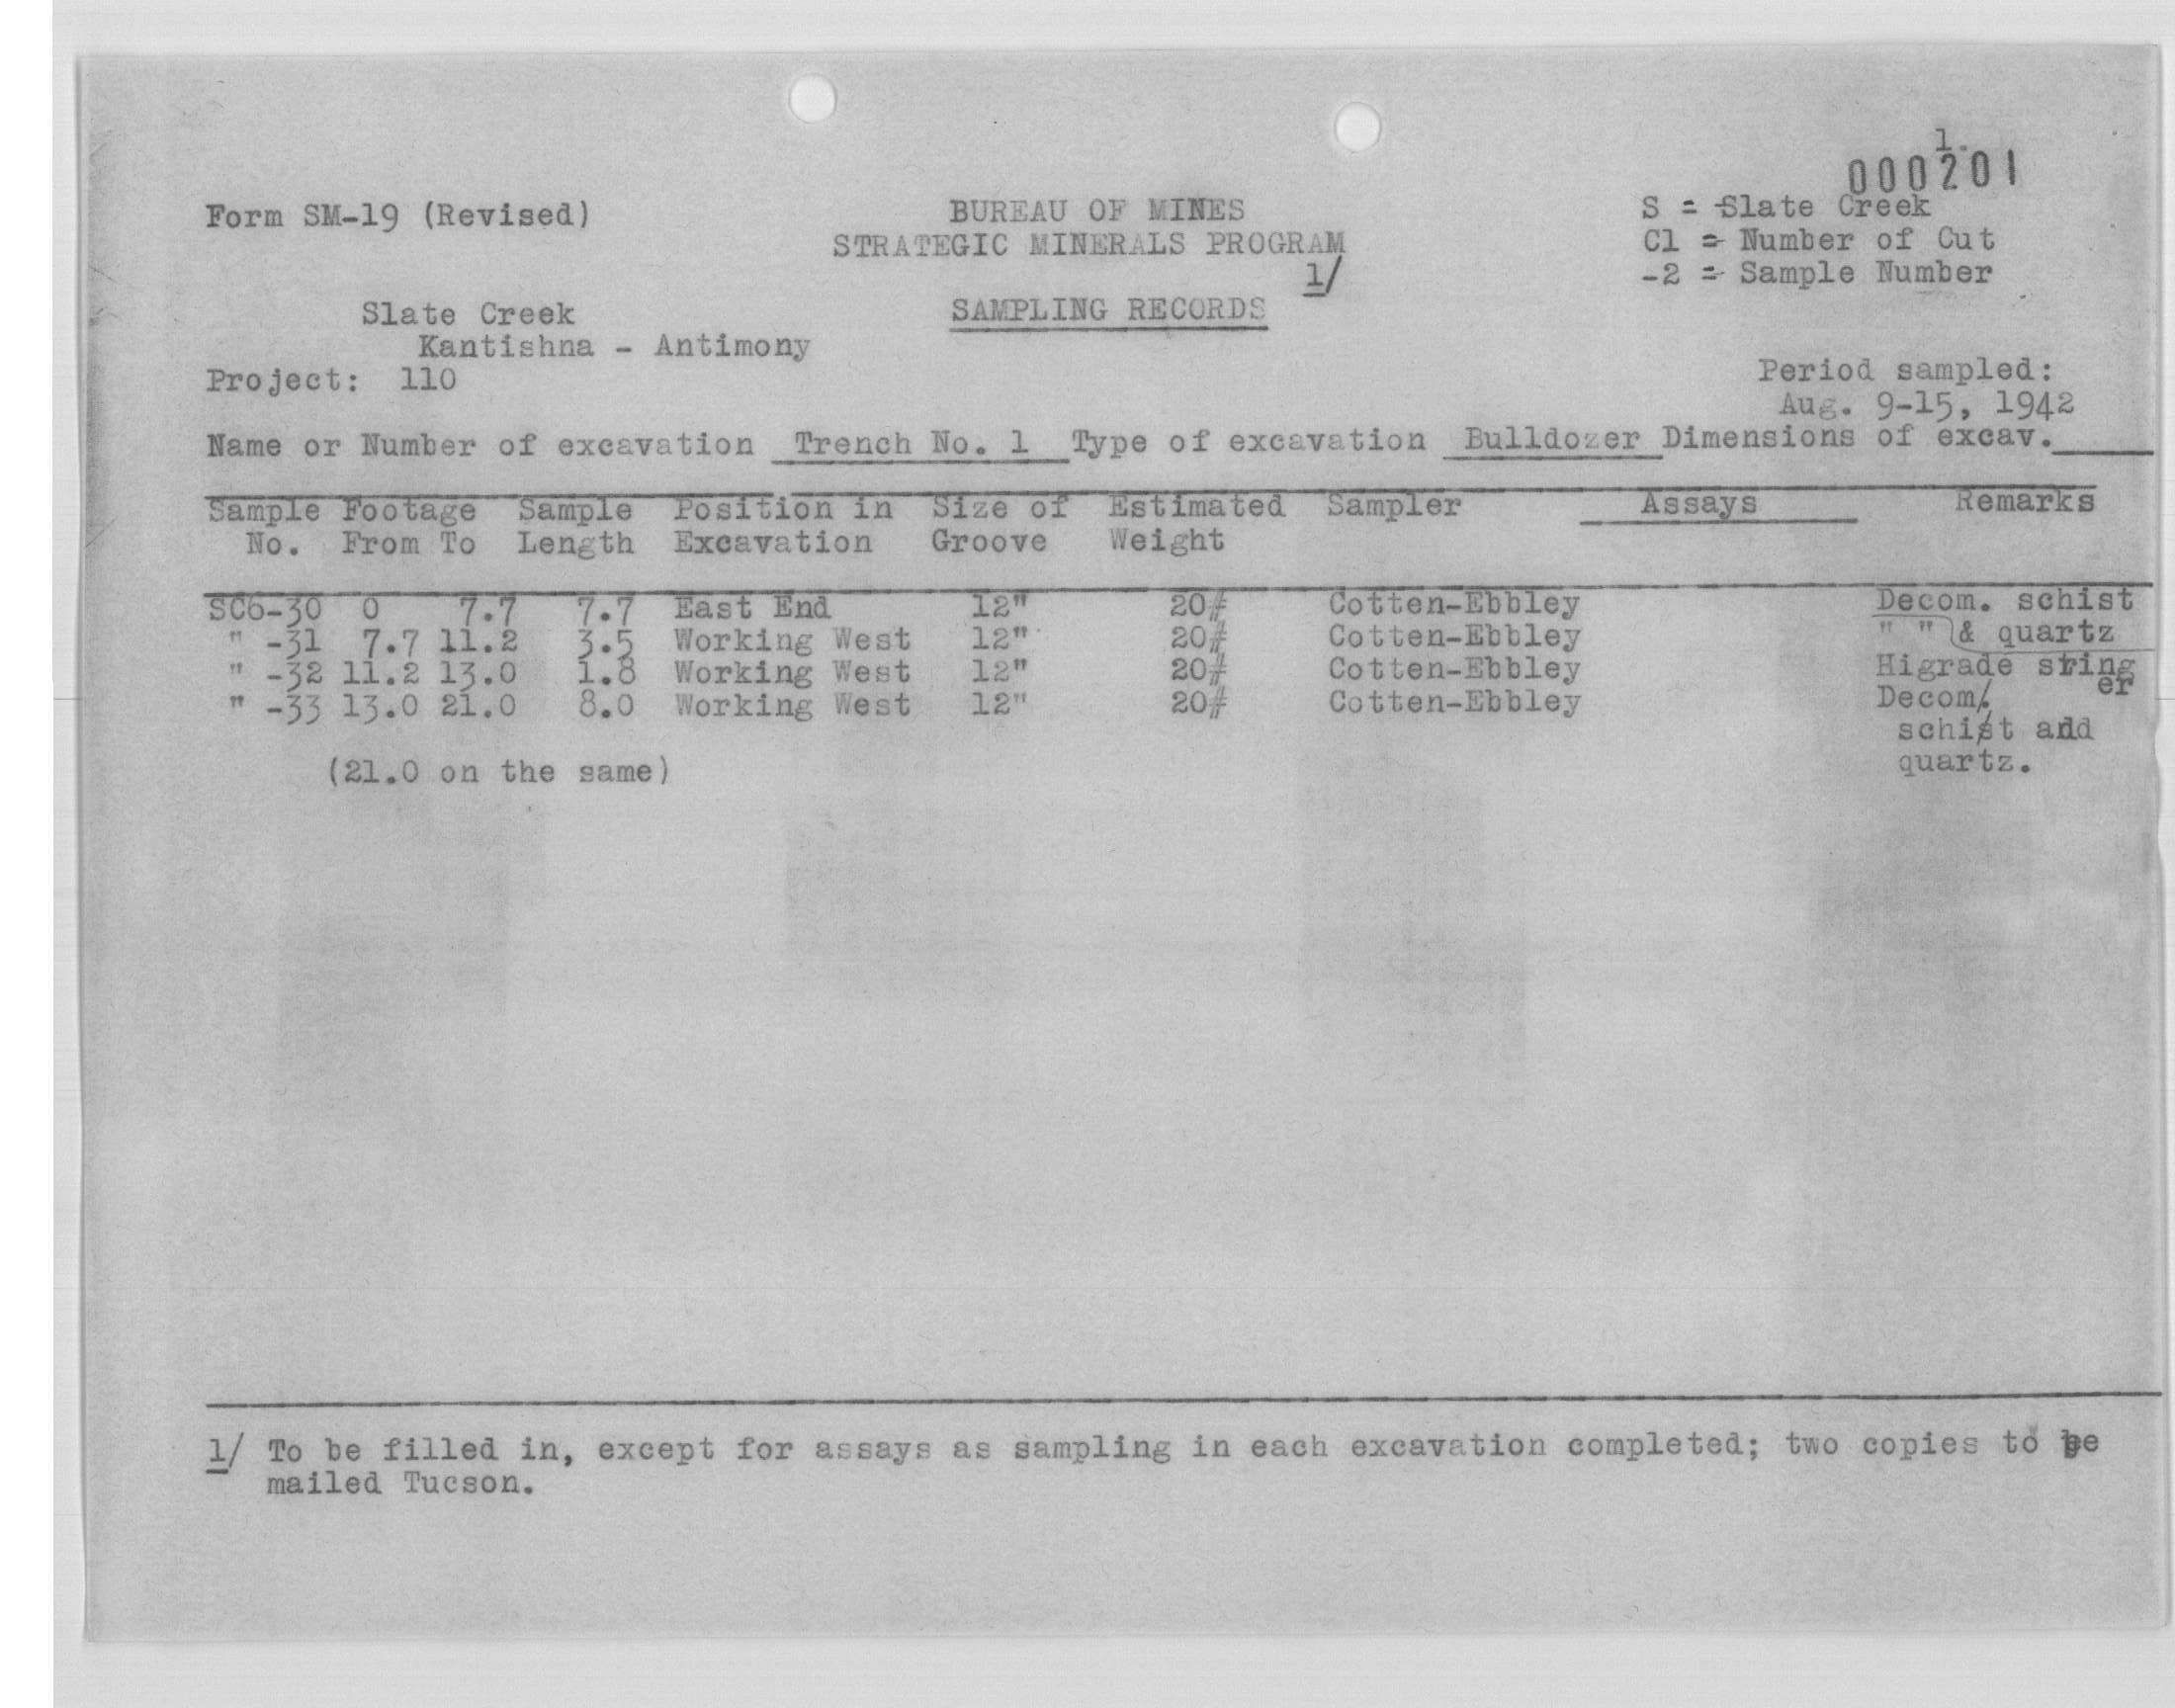 1.
000201
Form SM-19 (Revised) BUREAU OF MINES S = Slate Creek
STRATEGIC MINERALS PROGRAM C1 = Number of Cut
1/ -2 = Sample Number
Slate Creek SAMPLING RECORDS
Kantishna - Antimony
Project: 110 Period sampled:
Aug. 9-15, 1942
Name or Number of excavation Trench No. 1 Type of excavation Bulldozer Dimensions of excav.
Sample Footage Sample Position in Size of Estimated Sampler Assays Remarks
No. From To Length Excavation Groove Weight
SC6-30 0 7.7 7.7 East End 12" 20# Cotten-Ebbley Decom. schist
" -31 7.7 11.2 3.5 Working West 12" 20# Cotten-Ebbley " " & quartz
" -32 11.2 13.0 1.8 Working West 12" 20# Cotten-Ebbley Higrade string
er
" -33 13.0 21.0 8.0 Working West 12" 20# Cotten-Ebbley Decom.
schist and
(21.0 on the same) quartz.
1/ To be filled in, except for assays as sampling in each excavation completed; two copies to be
mailed Tucson.